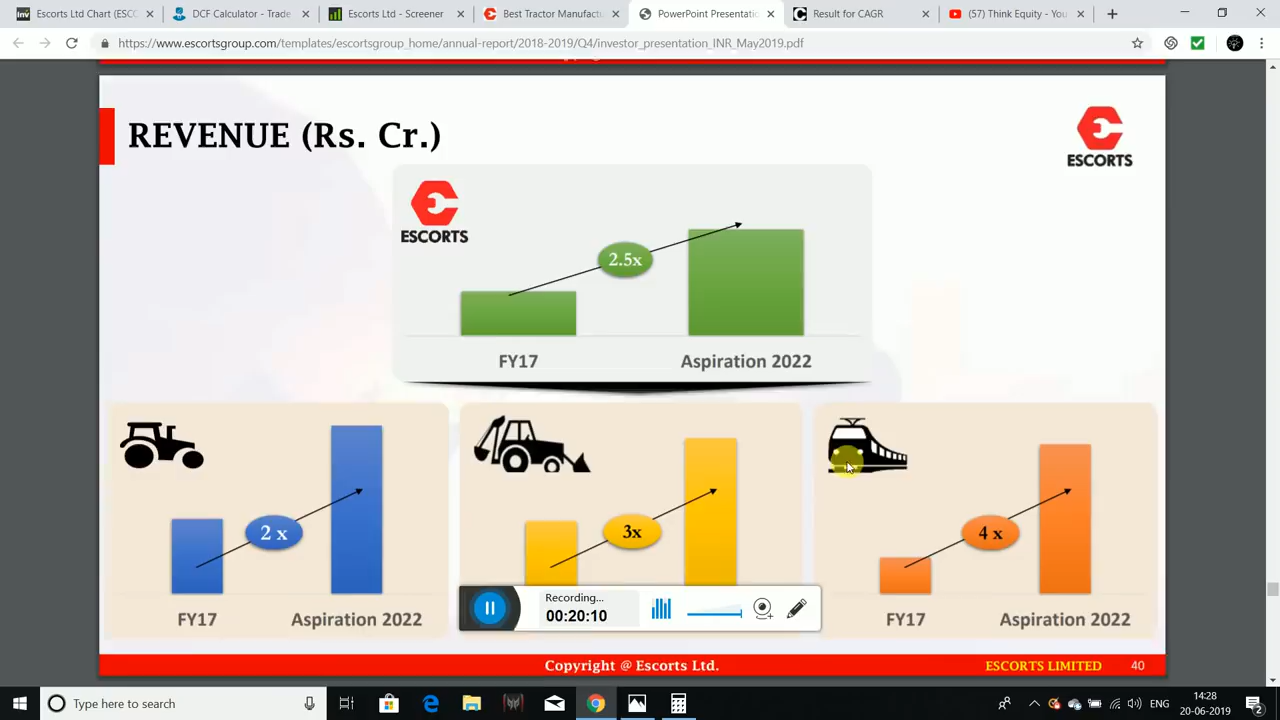 Escorts Ltd Chart (ESC
DCF Calculator - Trade
Escorts Ltd - Screener
Best Tractor Manufactu
PowerPoint Presentatio
Result for CAGR
(57) Think Equity - You
https://www.escortsgroup.com/templates/escortsgroup_home/annual-report/2018-2019/Q4/investor_presentation_INR_May2019.pdf
REVENUE (Rs. Cr.)
ESCORTS
ESCORTS
2.5x
FY17
Aspiration 2022
2 x
FY17
Aspiration 2022
3x
4 x
FY17
Aspiration 2022
Recording...
00:20:10
Copyright @ Escorts Ltd.
ESCORTS LIMITED
40
Type here to search
ENG
14:28
20-06-2019
2